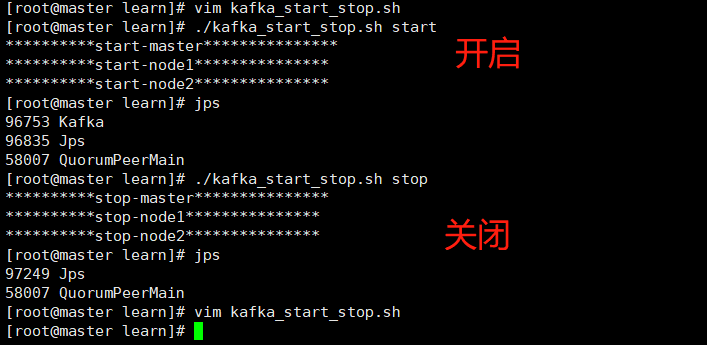 [root@master learn]# vim kafka_start_stop.sh
[root@master learn]# ./kafka_start_stop.sh start
**********start-master***************
**********start-node1***************
**********start-node2***************
开启
[root@master learn]# jps
96753 Kafka
96835 Jps
58007 QuorumPeerMain
[root@master learn]# ./kafka_start_stop.sh stop
**********stop-master***************
**********stop-node1***************
**********stop-node2***************
关闭
[root@master learn]# jps
97249 Jps
58007 QuorumPeerMain
[root@master learn]# vim kafka_start_stop.sh
[root@master learn]#